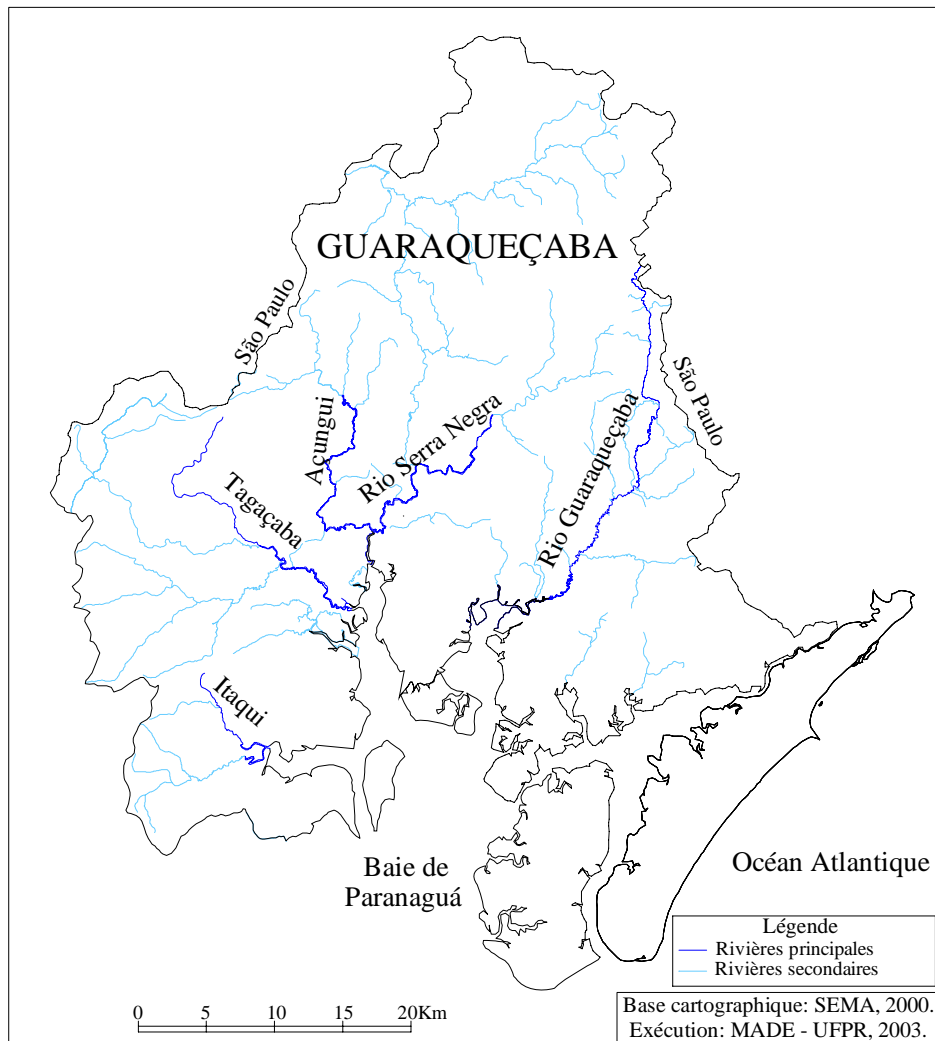 GUARAQUEÇABA
São Paulo
São Paulo
Açungui
Rio Serra Negra
Rio Guaraqueçaba
Tagaçaba
Itaqui
Baie de
Paranaguá
Océan Atlantique
Légende
Rivières principales
Rivières secondaires
0 5 10 15 20Km
Base cartographique: SEMA, 2000.
Exécution: MADE - UFPR, 2003.